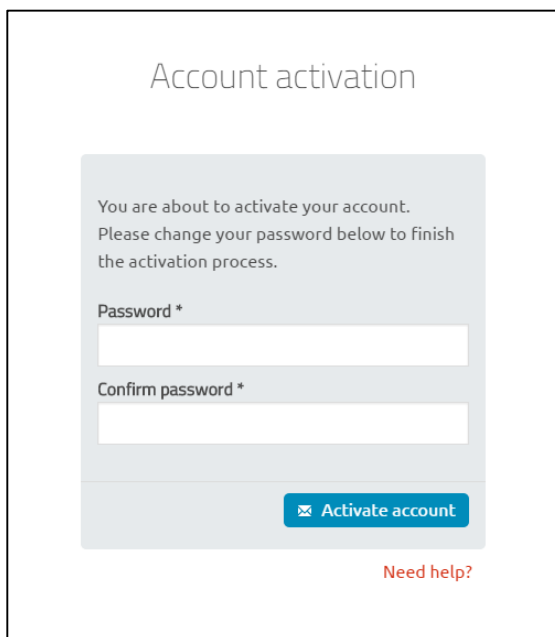 Account activation
You are about to activate your account.
Please change your password below to finish
the activation process.
Password *
Confirm password *
Activate account
Need help?